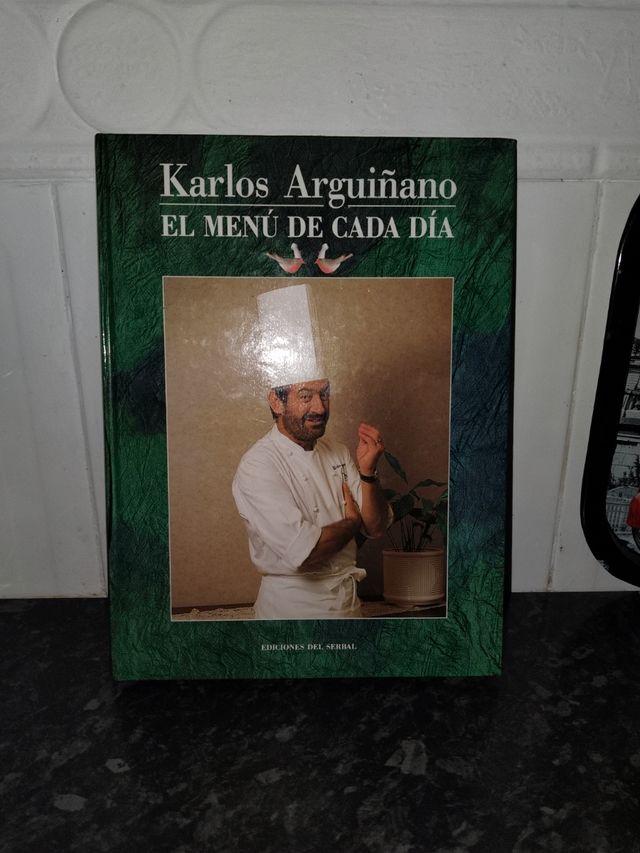 Karlos Arguiñano
EL MENÚ DE CADA DÍA
EDICIONES DEL SERBAL